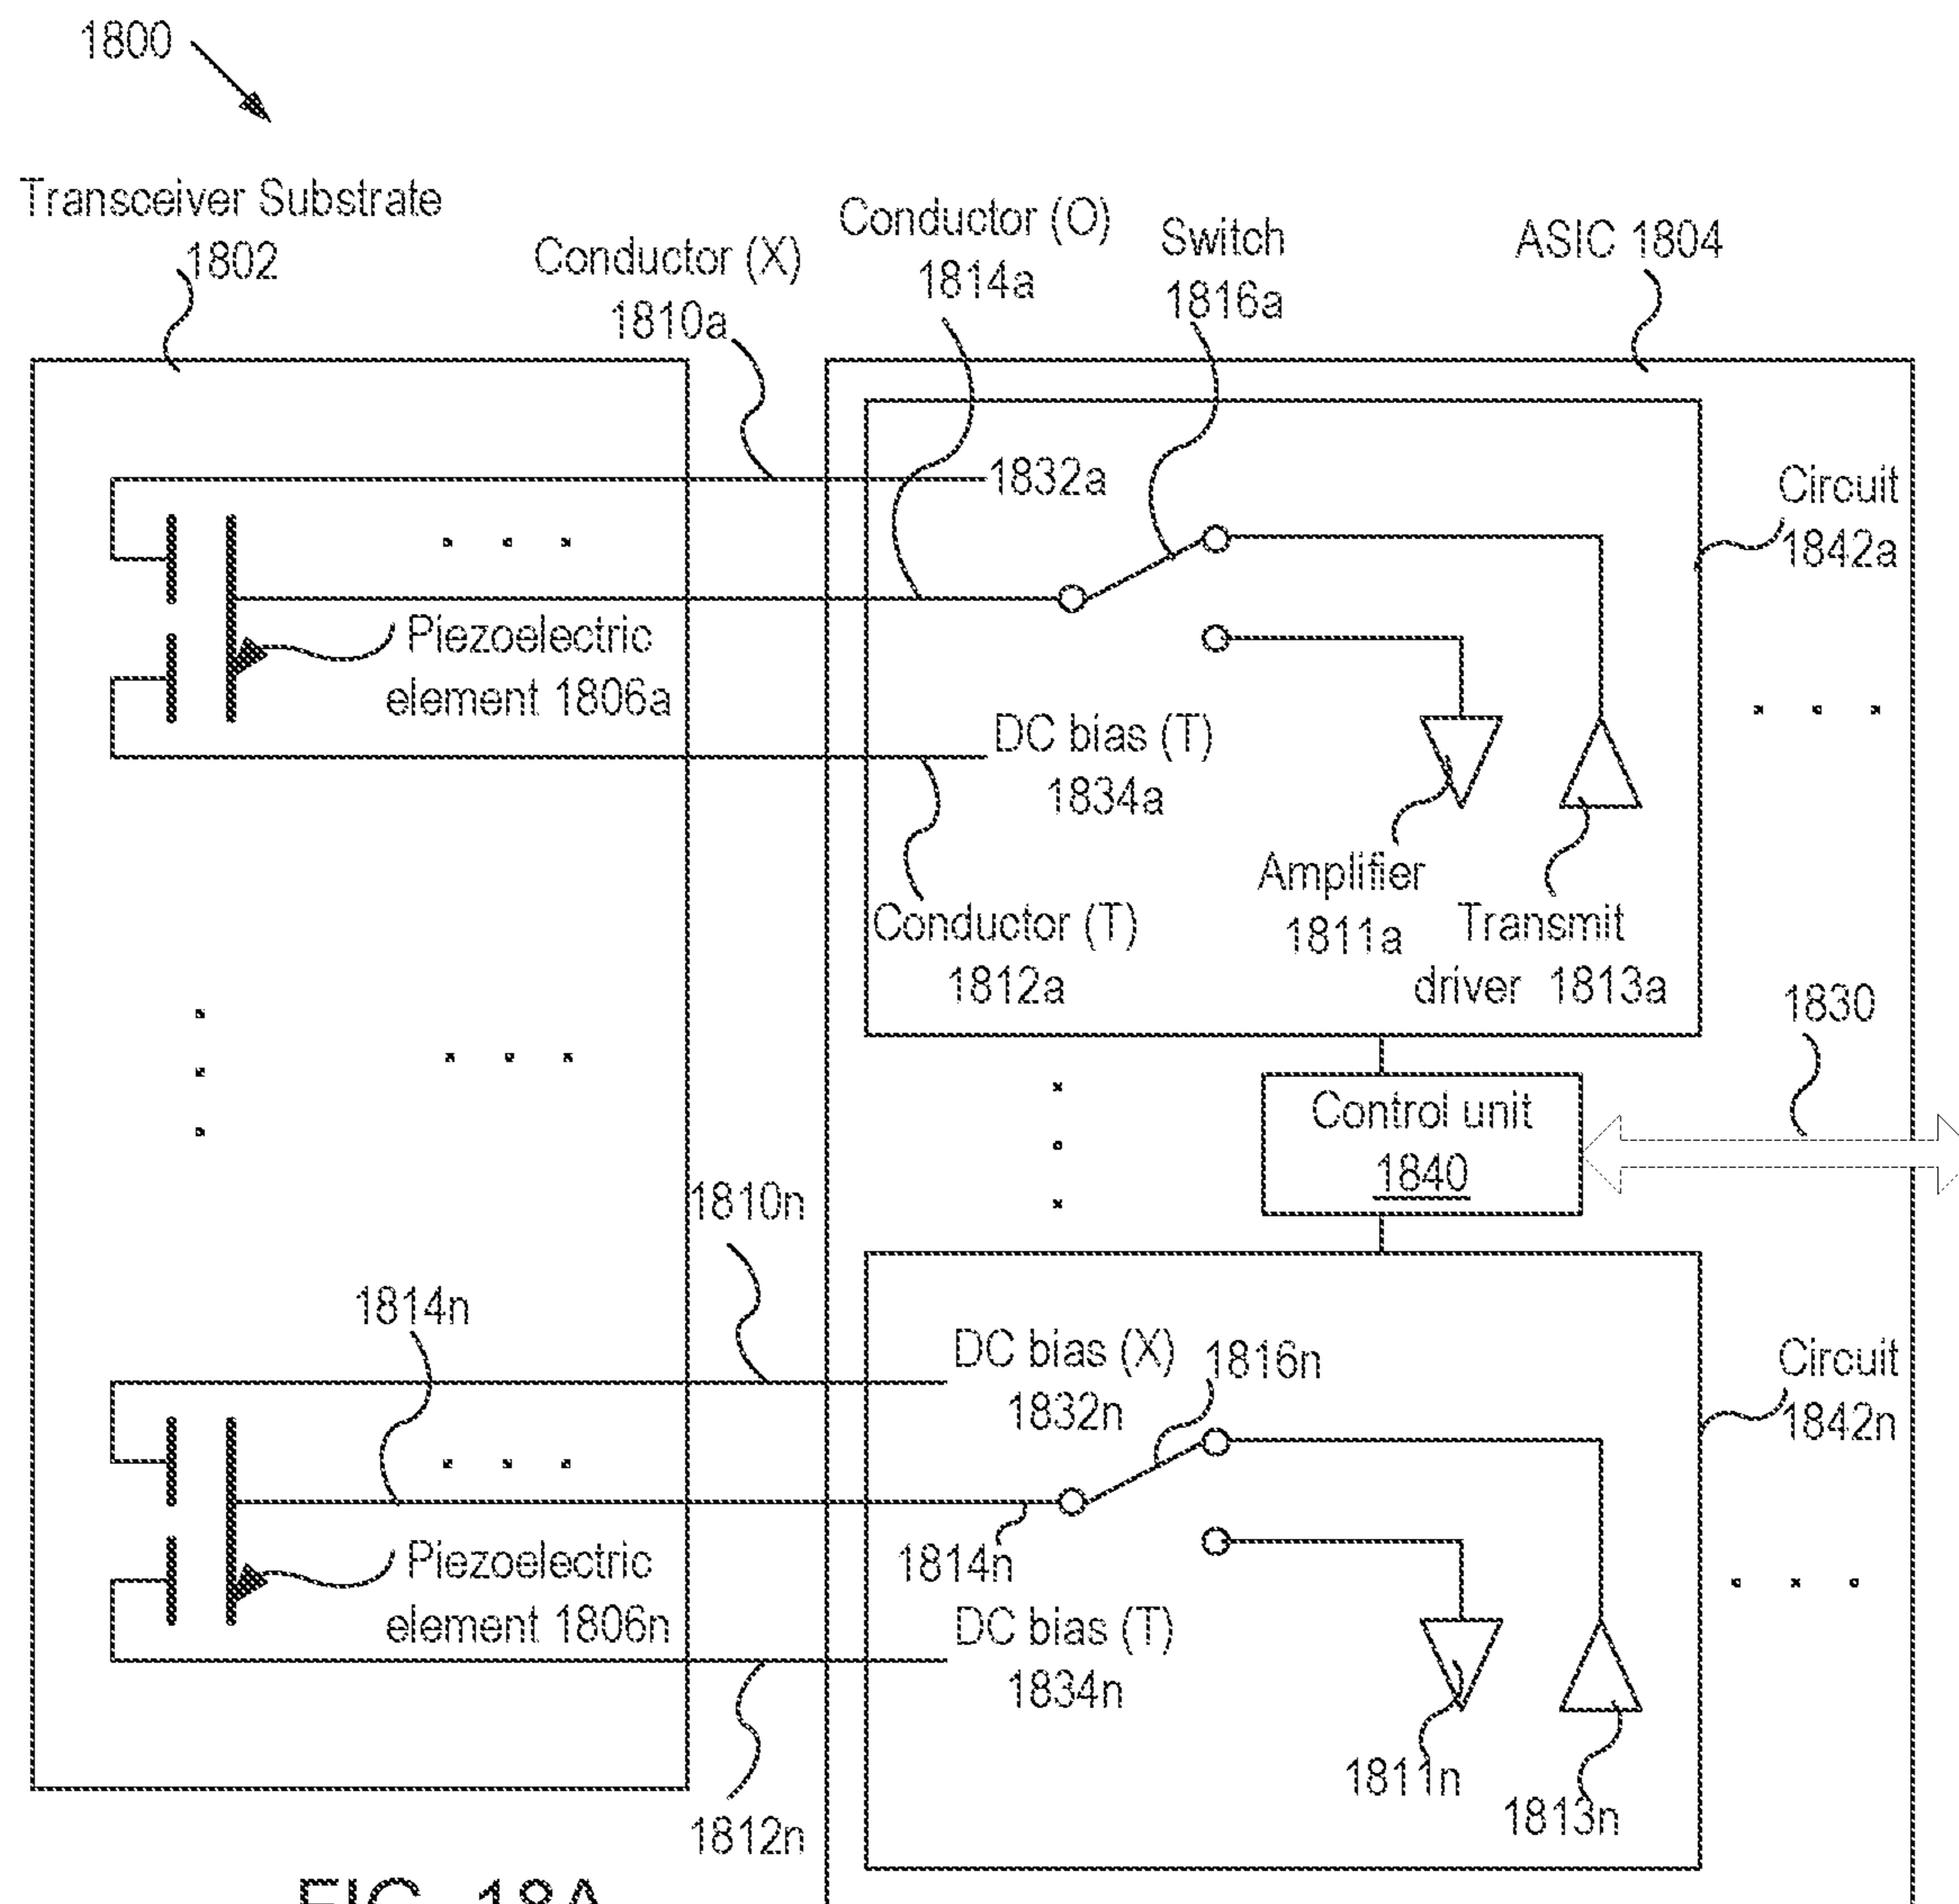 1800
Transceiver Substrate
1802
Conductor (X)
1810a
Conductor (O)
1814a
Switch
1816a
ASIC 1804
1832a
Circuit
1842a
Piezoelectric
element 1806a
DC bias (T)
1834a
Amplifier
1811a
Transmit
driver 1813a
Conductor (T)
1812a
1830
Control unit
1840
1810n
1814n
DC bias (X)
1832n
1816n
Circuit
1842n
1814n
Piezoelectric
element 1806n
DC bias (T)
1834n
1811n
1813n
1812n
FIG. 18A